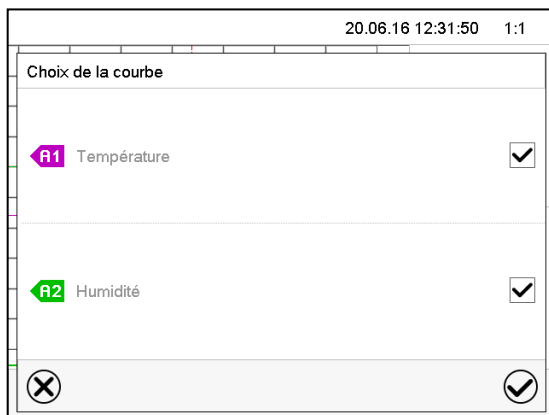 20.06.16 12:31:50 1:1
Choix de la courbe
A1 Température
A2 Humidité